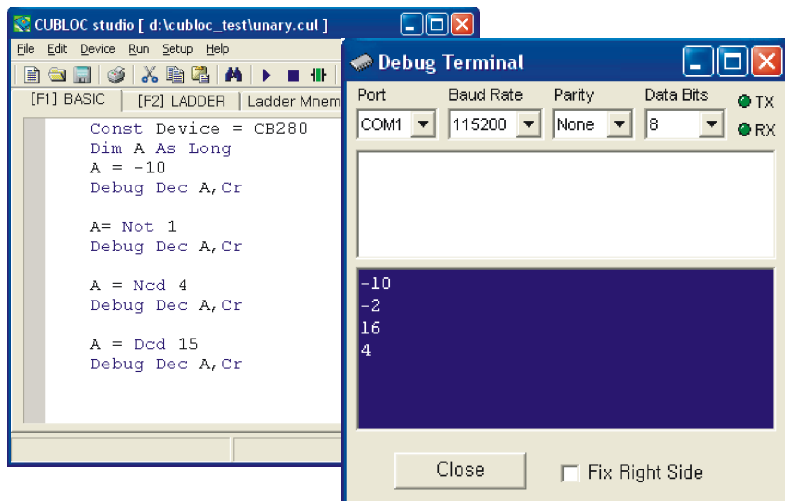 CUBLOC studio [ d:\cubloc_test\unary.cul ]
File Edit Device Run Setup Help
[F1] BASIC [F2] LADDER Ladder Mnem
Const Device = CB280
Dim A As Long
A = -10
Debug Dec A,Cr
A= Not 1
Debug Dec A,Cr
A = Ncd 4
Debug Dec A,Cr
A = Dcd 15
Debug Dec A,Cr
Debug Terminal
Port Baud Rate Parity Data Bits TX
COM1 115200 None 8 RX
-10
-2
16
4
Close Fix Right Side